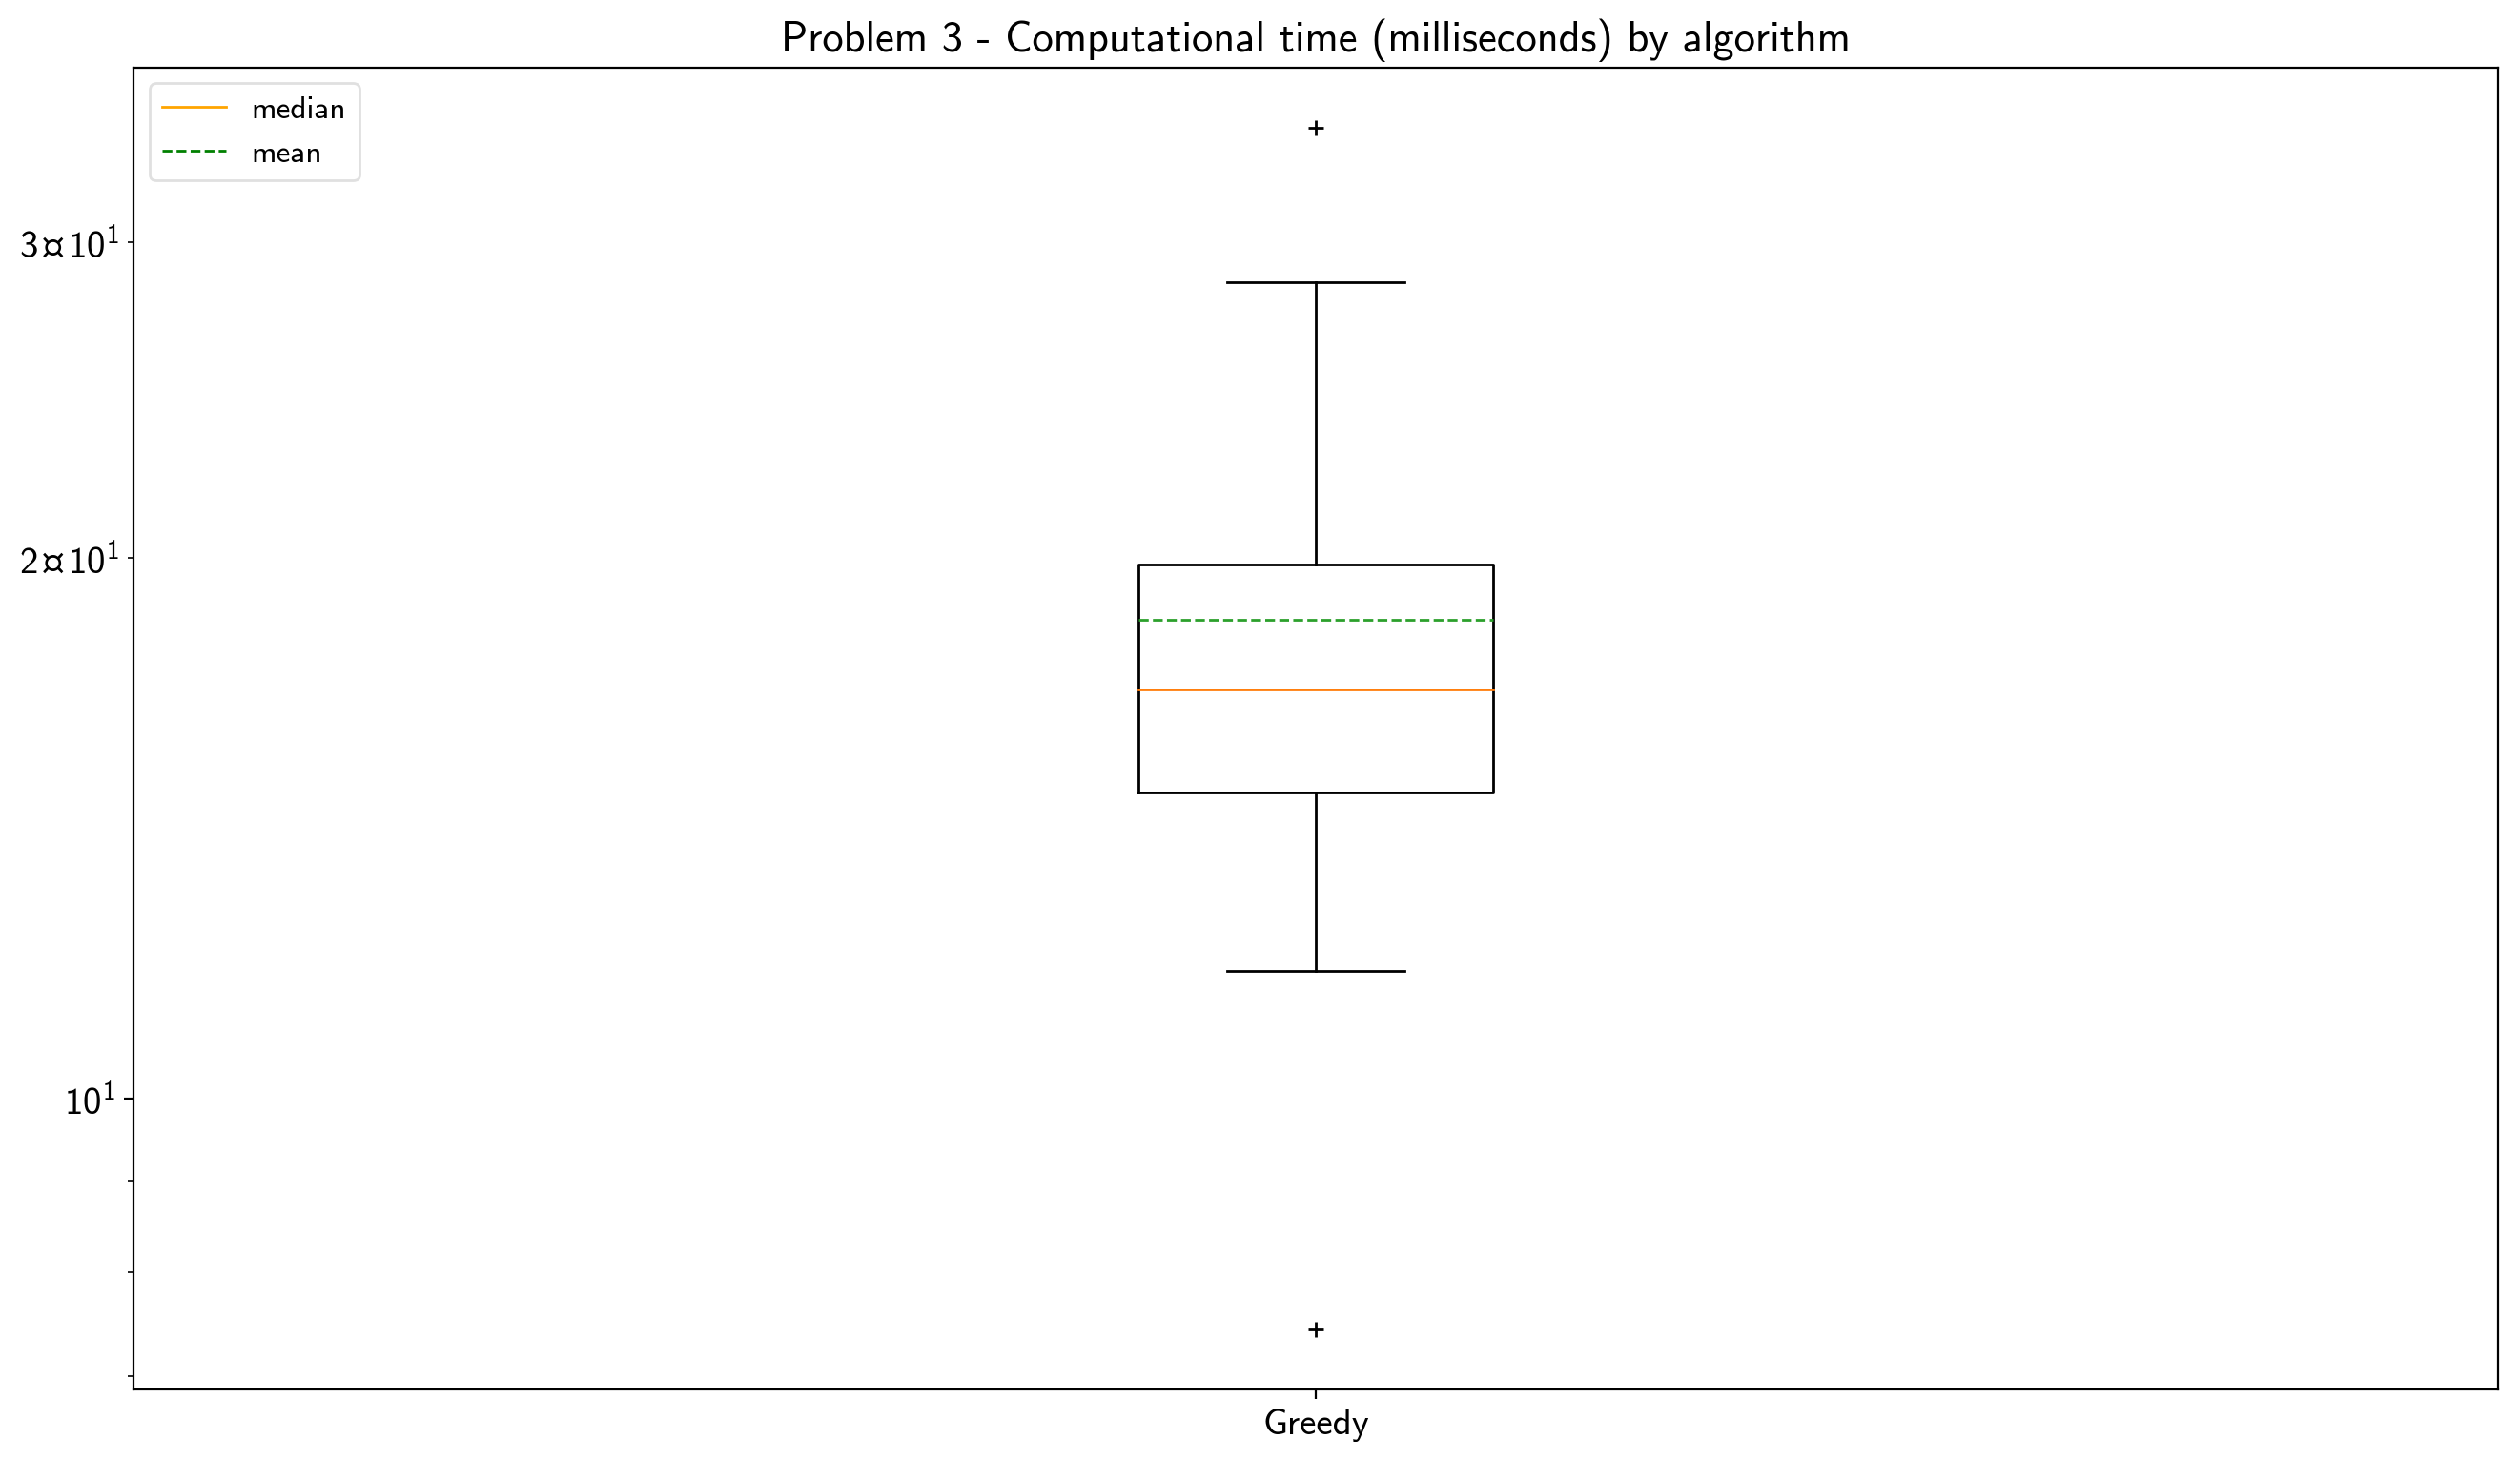 Problem 3 - Computational time (milliseconds) by algorithm
median
mean
3¤10¹
2¤10¹
10¹
Greedy